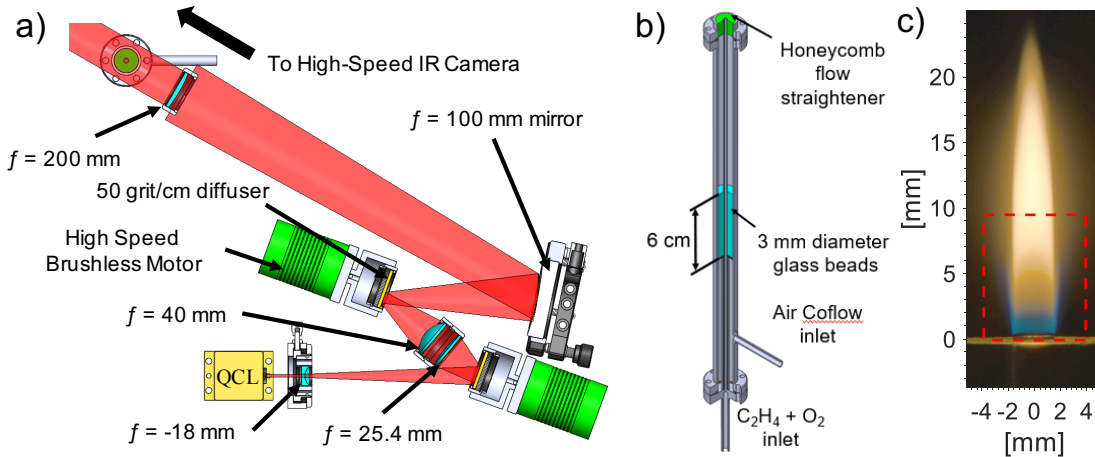 a)
To High-Speed IR Camera
ƒ = 100 mm mirror
ƒ = 200 mm
50 grit/cm diffuser
High Speed
Brushless Motor
ƒ = 40 mm
QCL
ƒ = -18 mm
ƒ = 25.4 mm
b)
Honeycomb
flow
straightener
6 cm
3 mm diameter
glass beads
Air Coflow
inlet
C₂H₄ + O₂
inlet
c)
[mm]
20
15
10
5
0
-4 -2 0 2 4
[mm]